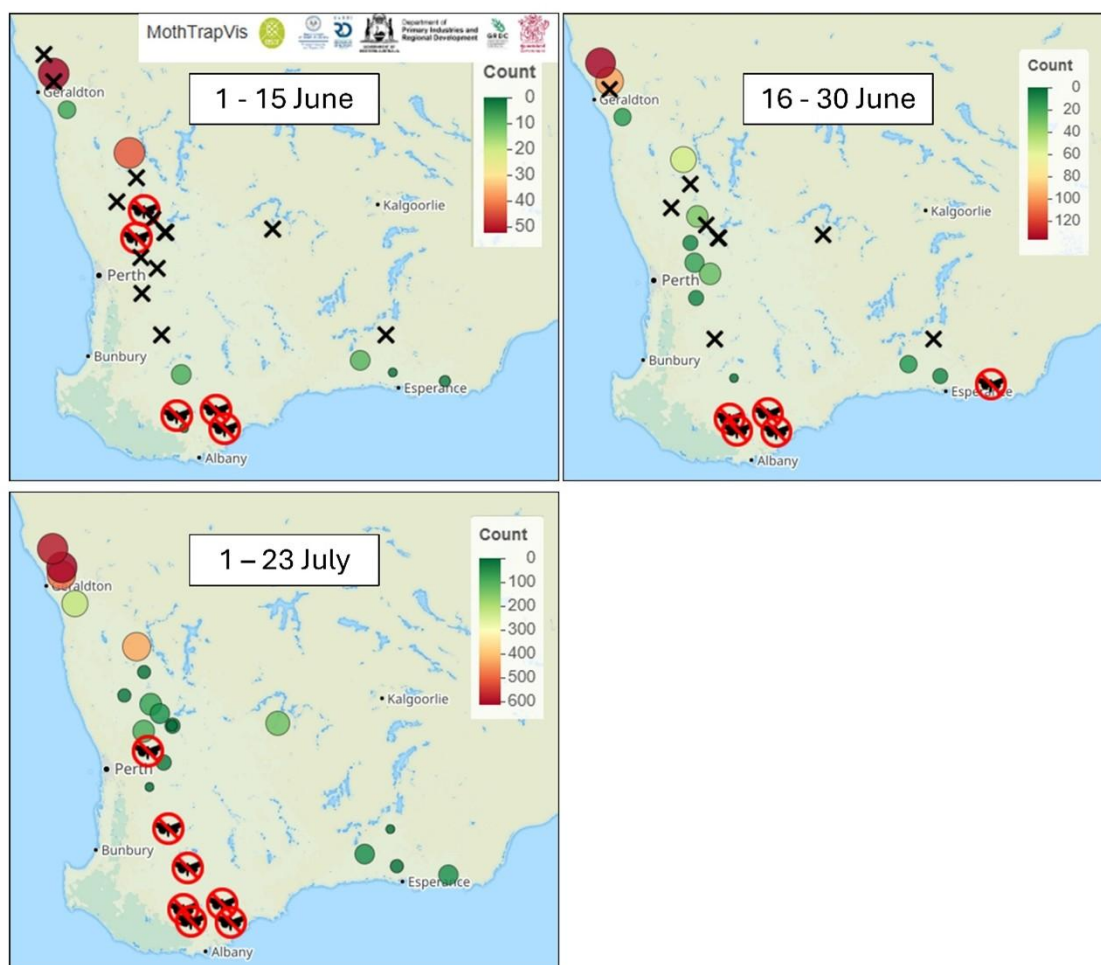 MothTrapVis
Department of
Primary Industries and
Regional Development
GRDC
1 - 15 June
Count
0
10
20
30
40
50
Geraldton
Kalgoorlie
Perth
Bunbury
Esperance
Albany
16 - 30 June
Count
0
20
40
60
80
100
120
Geraldton
Kalgoorlie
Perth
Bunbury
Esperance
Albany
1 – 23 July
Count
0
100
200
300
400
500
600
Geraldton
Kalgoorlie
Perth
Bunbury
Esperance
Albany